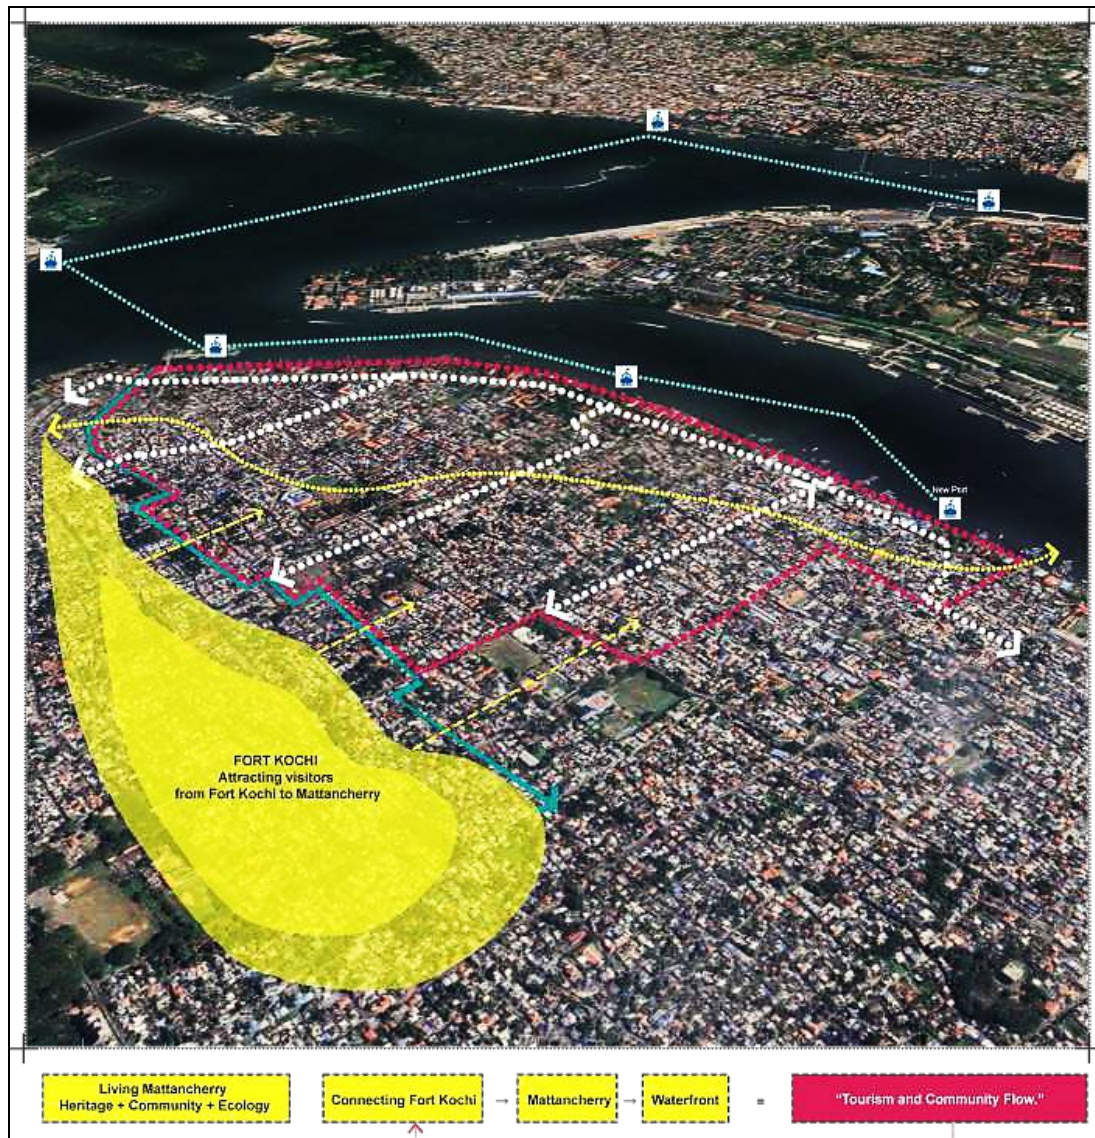 New Port
FORT KOCHI
Attracting visitors
from Fort Kochi to Mattancherry
Living Mattancherry
Heritage + Community + Ecology
Connecting Fort Kochi → Mattancherry → Waterfront = "Tourism and Community Flow."